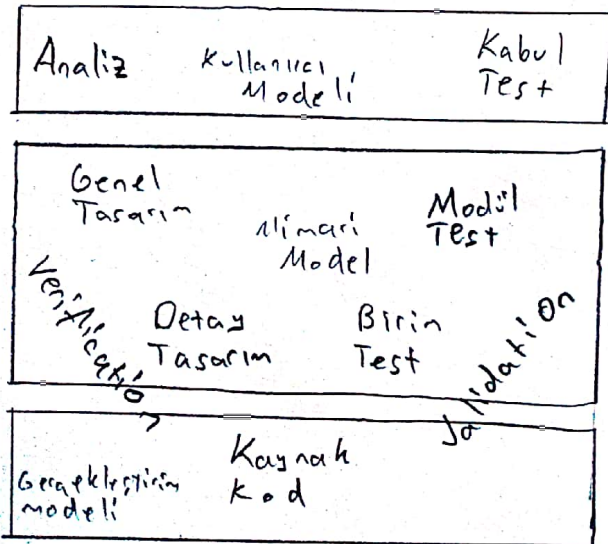 Analiz
Kullanıcı
Modeli
Kabul
Test
Genel
Tasarım
Mimari
Model
Modül
Test
Verification
Detay
Tasarım
Birim
Test
Validation
Gerçekleştirim
modeli
Kaynak
Kod